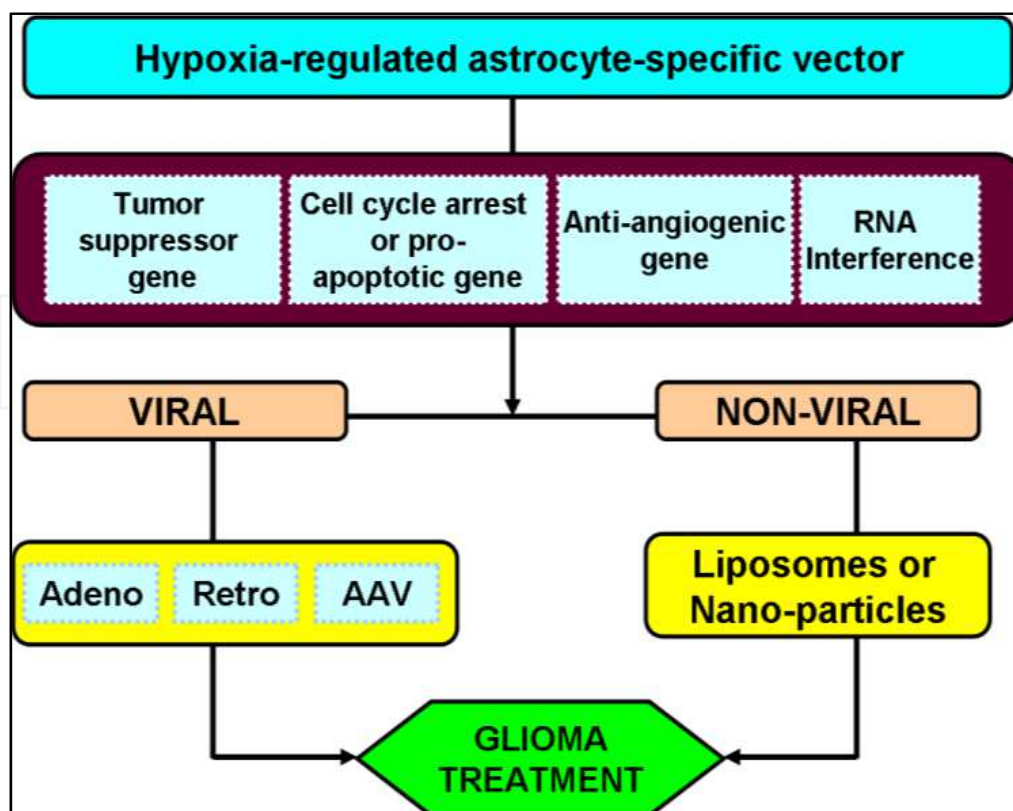 Hypoxia-regulated astrocyte-specific vector
Tumor
suppressor
gene
Cell cycle arrest
or pro-
apoptotic gene
Anti-angiogenic
gene
RNA
Interference
VIRAL
NON-VIRAL
Adeno
Retro
AAV
Liposomes or
Nano-particles
GLIOMA
TREATMENT